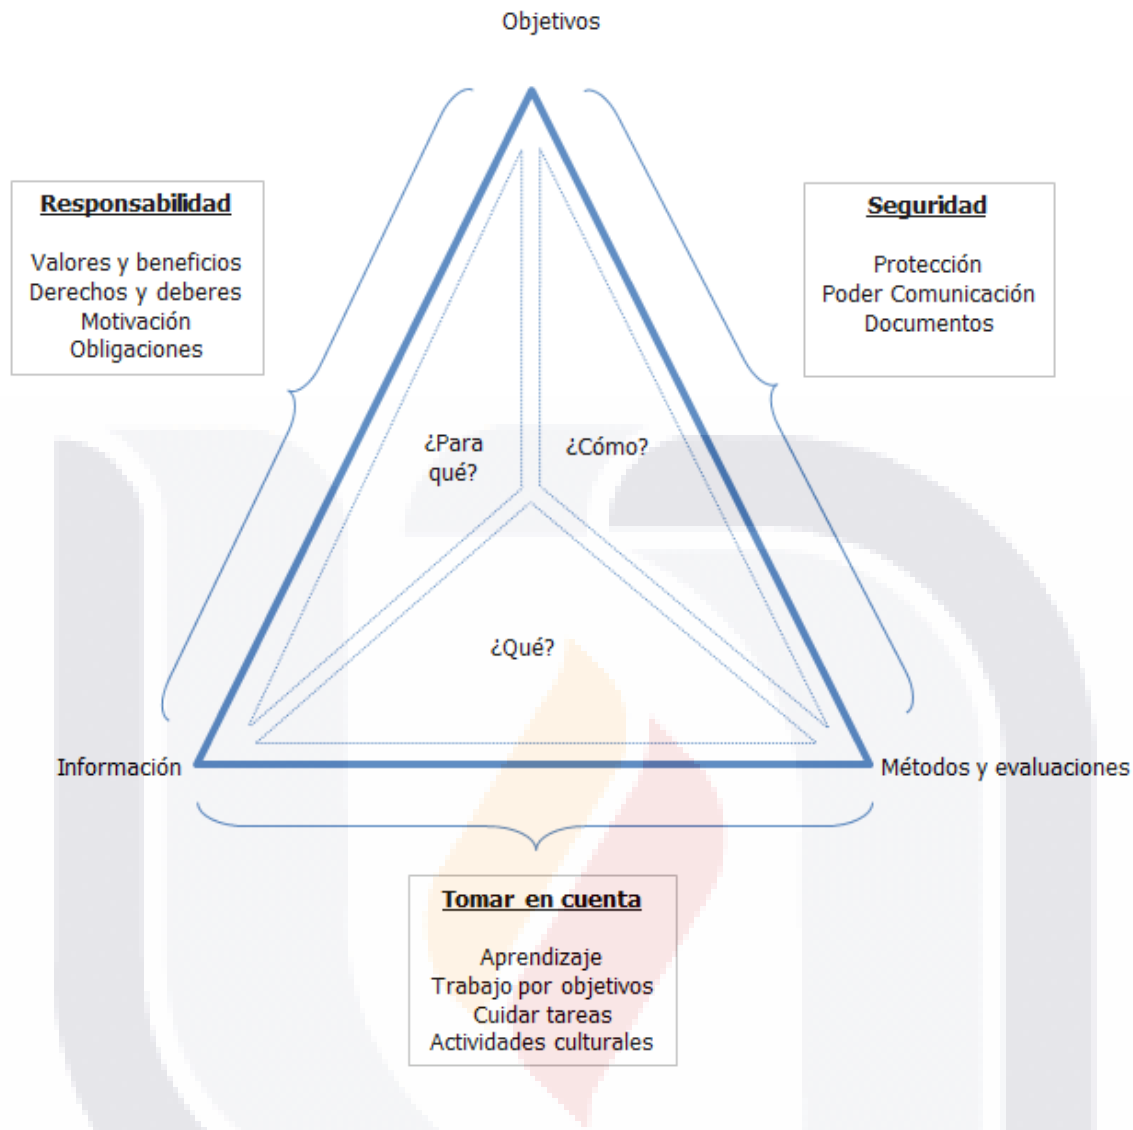 Objetivos
Responsabilidad
Valores y beneficios
Derechos y deberes
Motivación
Obligaciones
Seguridad
Protección
Poder Comunicación
Documentos
¿Para
qué?
¿Cómo?
¿Qué?
Información
Métodos y evaluaciones
Tomar en cuenta
Aprendizaje
Trabajo por objetivos
Cuidar tareas
Actividades culturales